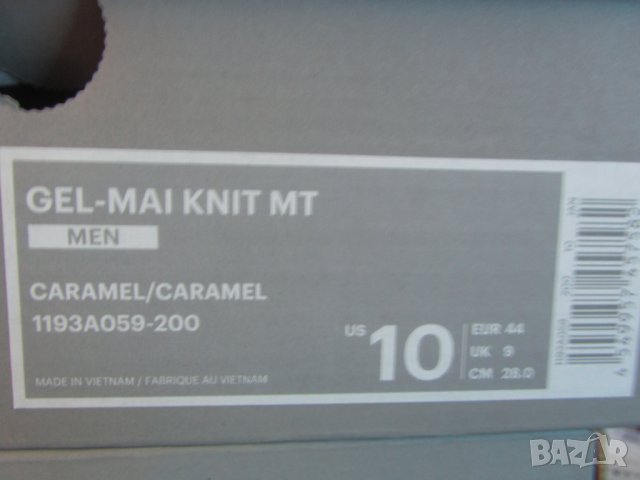 GEL-MAI KNIT MT
MEN
CARAMEL/CARAMEL
1193A059-200
MADE IN VIETNAM / FABRIQUE AU VIETNAM
US 10
EUR 44
UK 9
CM 28.0
BAZAR